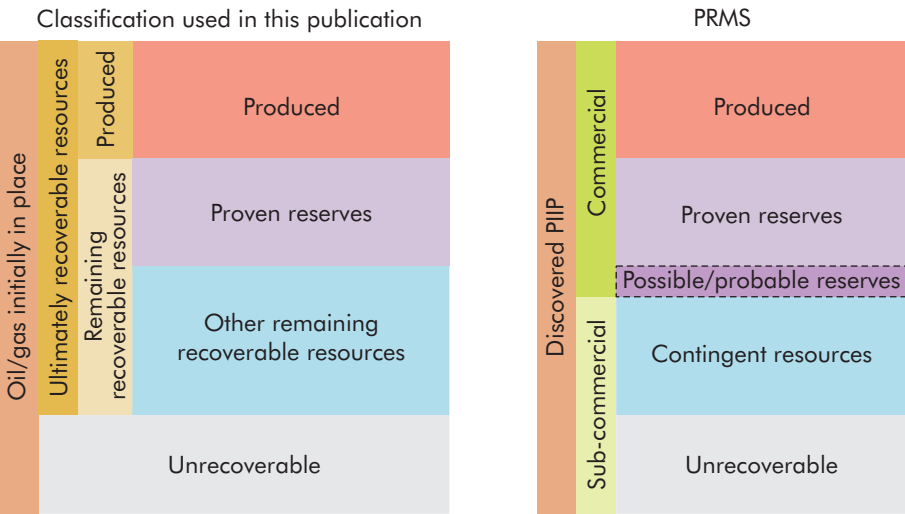 Classification used in this publication
Oil/gas initially in place
Ultimately recoverable resources
Produced
Remaining
recoverable resources
Produced
Proven reserves
Other remaining
recoverable resources
Unrecoverable
PRMS
Discovered PIIP
Commercial
Sub-commercial
Produced
Proven reserves
Possible/probable reserves
Contingent resources
Unrecoverable